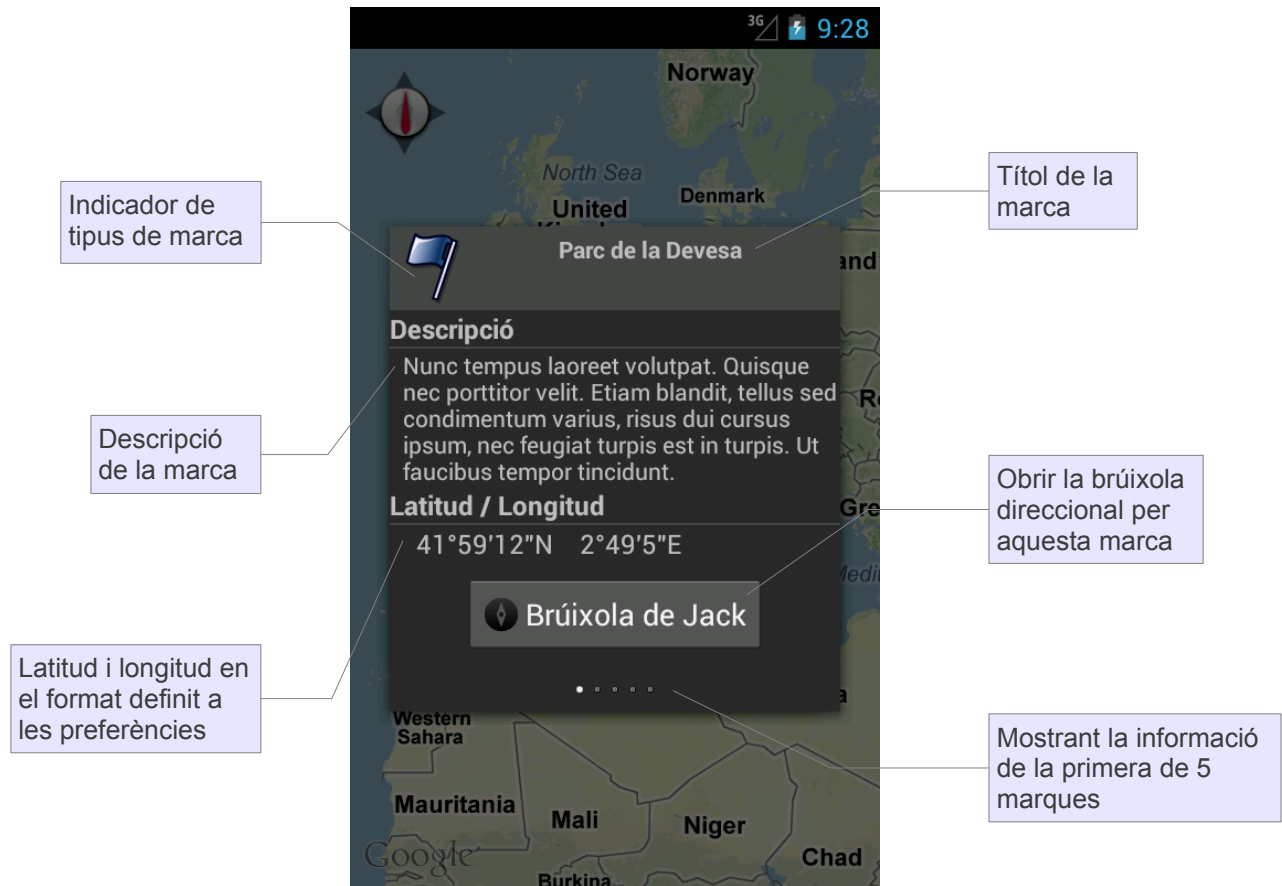 3G 9:28
Norway
North Sea
Denmark
United
Indicador de
tipus de marca
Títol de la
marca
Parc de la Devesa
and
Descripció
Nunc tempus laoreet volutpat. Quisque
nec porttitor velit. Etiam blandit, tellus sed
condimentum varius, risus dui cursus
ipsum, nec feugiat turpis est in turpis. Ut
faucibus tempor tincidunt.
Descripció
de la marca
Latitud / Longitud
Gre
41°59'12"N 2°49'5"E
Medi
Obrir la brúixola
direccional per
aquesta marca
Brúixola de Jack
Latitud i longitud en
el format definit a
les preferències
Western
Sahara
a
Mostrant la informació
de la primera de 5
marques
Mauritania
Mali
Niger
Chad
Google
Burkina